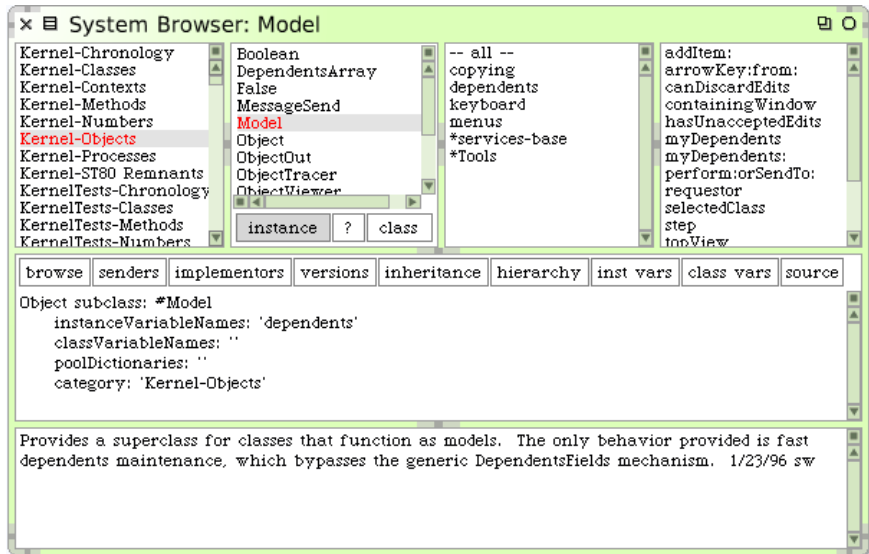 System Browser: Model
Kernel-Chronology
Kernel-Classes
Kernel-Contexts
Kernel-Methods
Kernel-Numbers
Kernel-Objects
Kernel-Processes
Kernel-ST80 Remnants
KernelTests-Chronology
KernelTests-Classes
KernelTests-Methods
KernelTests-Numbers
Boolean
DependentsArray
False
MessageSend
Model
Object
ObjectOut
ObjectTracer
ObjectViewer
instance ? class
-- all --
copying
dependents
keyboard
menus
*services-base
*Tools
addItem:
arrowKey:from:
canDiscardEdits
containingWindow
hasUnacceptedEdits
myDependents
myDependents:
perform:orSendTo:
requestor
selectedClass
step
topView
browse senders implementors versions inheritance hierarchy inst vars class vars source
Object subclass: #Model
instanceVariableNames: 'dependents'
classVariableNames: ''
poolDictionaries: ''
category: 'Kernel-Objects'
Provides a superclass for classes that function as models. The only behavior provided is fast
dependents maintenance, which bypasses the generic DependentsFields mechanism. 1/23/96 sw